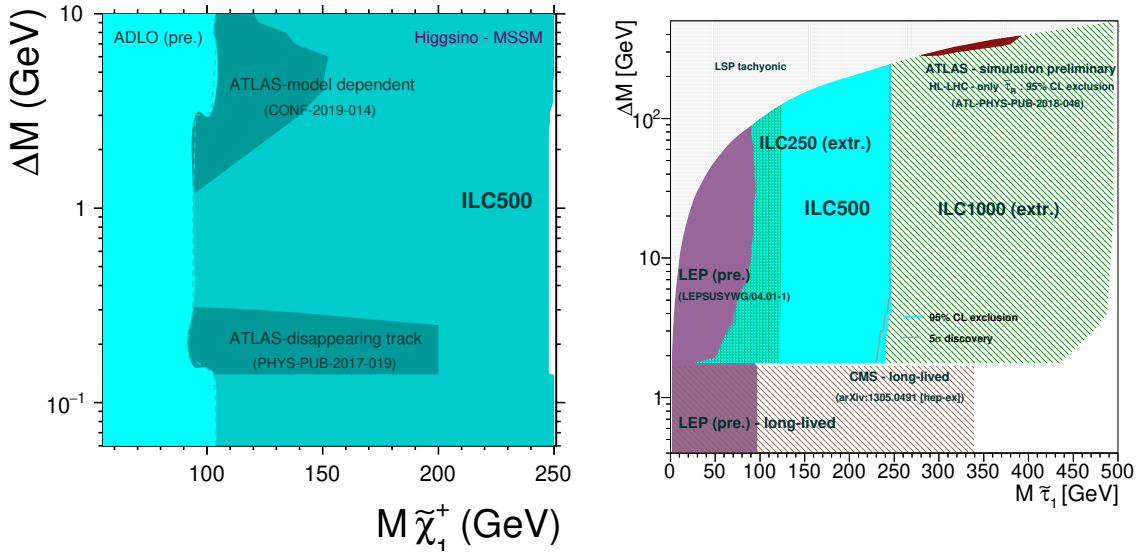 ΔM (GeV)
10
1
10⁻¹
ADLO (pre.)
Higgsino - MSSM
ATLAS-model dependent
(CONF-2019-014)
ILC500
ATLAS-disappearing track
(PHYS-PUB-2017-019)
100 150 200 250
M χ̃₁⁺ (GeV)
ΔM [GeV]
10²
10
1
LSP tachyonic
ATLAS - simulation preliminary
HL-LHC - only τ̃_R : 95% CL exclusion
(ATL-PHYS-PUB-2018-048)
ILC250 (extr.)
ILC500
ILC1000 (extr.)
LEP (pre.)
(LEPSUSYWG/04.01-1)
95% CL exclusion
5σ discovery
CMS - long-lived
(arXiv:1305.0491 [hep-ex])
LEP (pre.) - long-lived
0 50 100 150 200 250 300 350 400 450 500
M τ̃₁ [GeV]